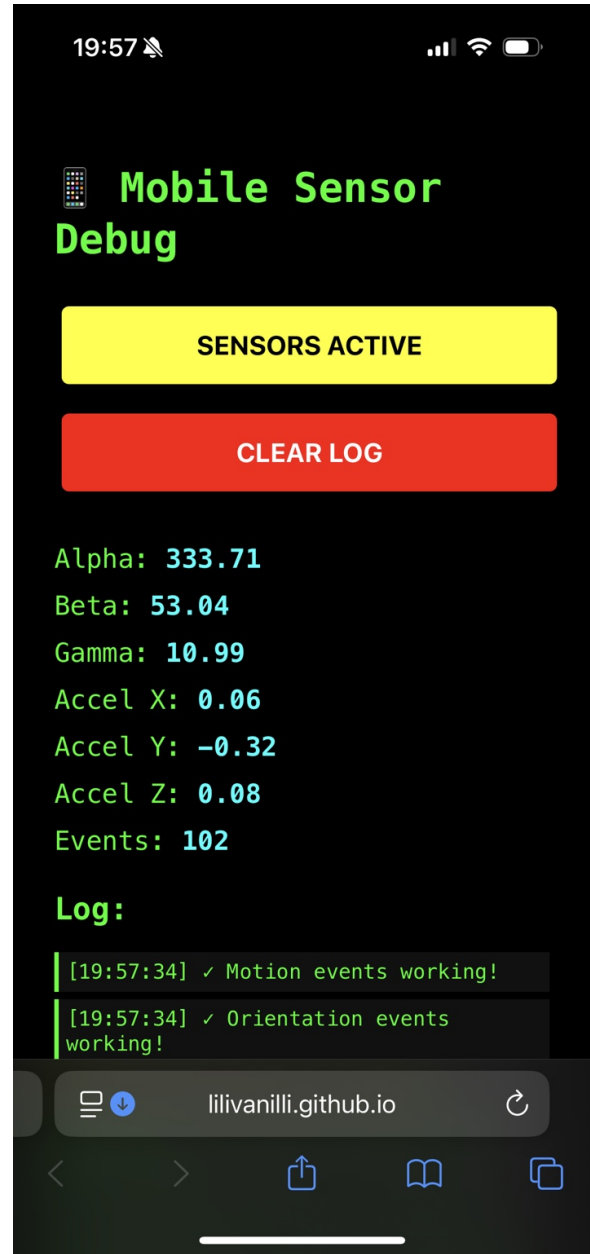 19:57
Mobile Sensor
Debug
SENSORS ACTIVE
CLEAR LOG
Alpha: 333.71
Beta: 53.04
Gamma: 10.99
Accel X: 0.06
Accel Y: −0.32
Accel Z: 0.08
Events: 102
Log:
[19:57:34] ✓ Motion events working!
[19:57:34] ✓ Orientation events
working!
lilivanilli.github.io